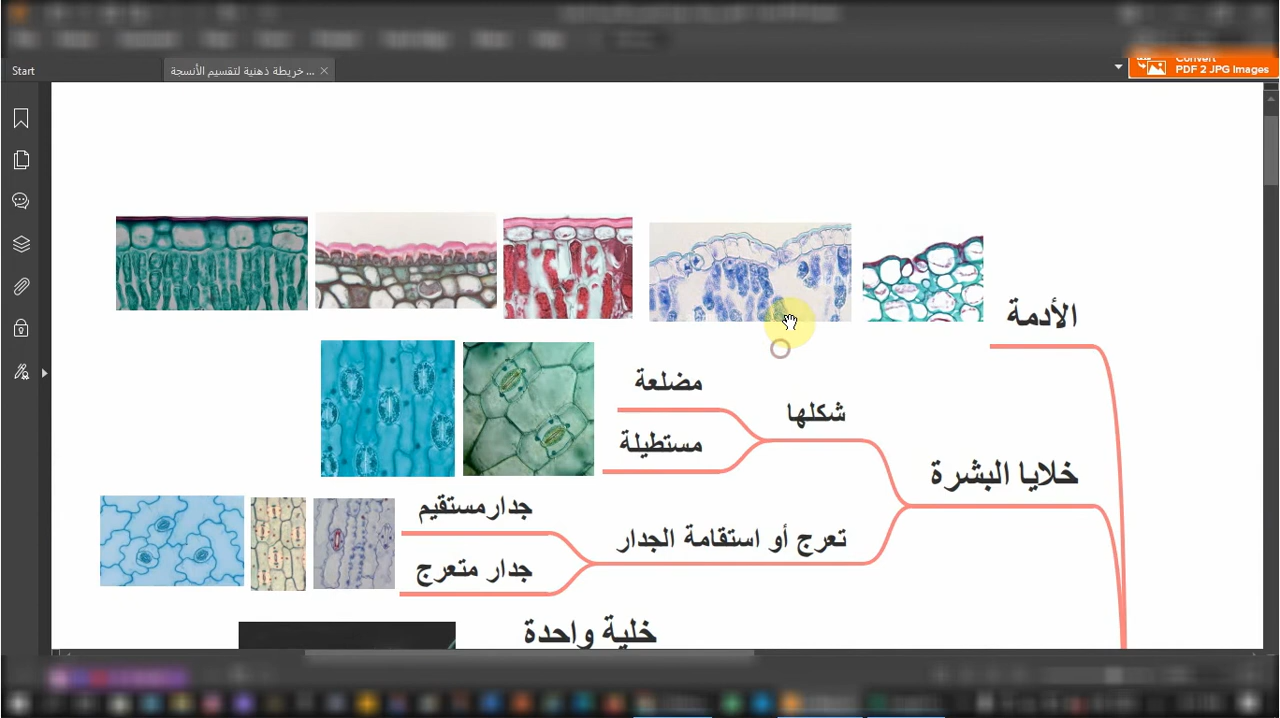 Start
خريطة ذهنية لتقسيم الأنسجة ...
Convert
PDF 2 JPG Images
الأدمة
خلايا البشرة
شكلها
مضلعة
مستطيلة
تعرج أو استقامة الجدار
جدارمستقيم
جدار متعرج
خلية واحدة